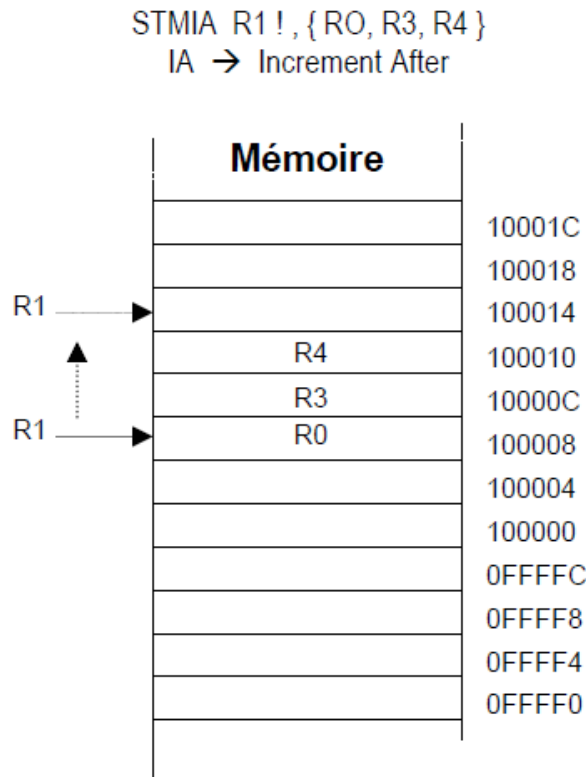 STMIA R1 ! , { RO, R3, R4 }
IA → Increment After
Mémoire
10001C
100018
R1 100014
R4 100010
R3 10000C
R1 R0 100008
100004
100000
0FFFFC
0FFFF8
0FFFF4
0FFFF0